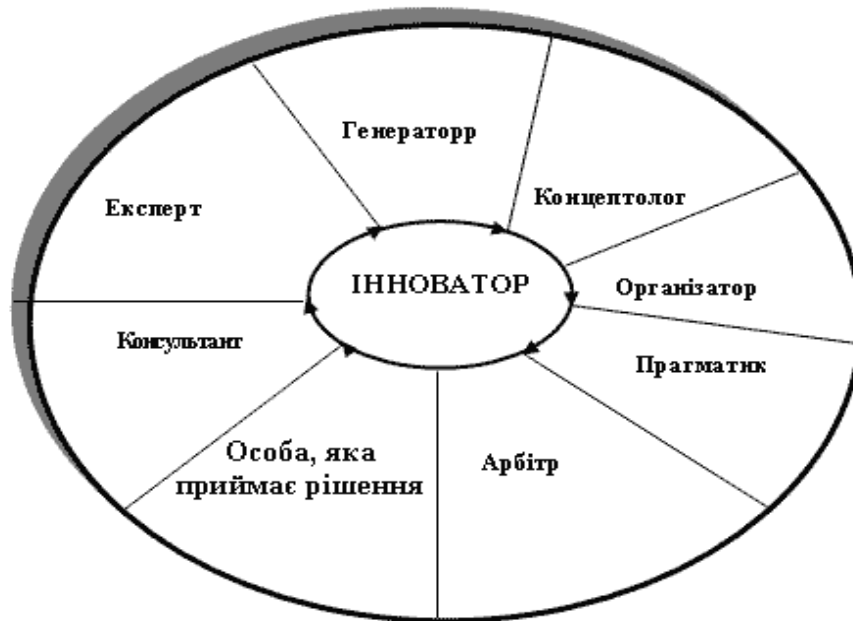 Генераторр
Концептолог
Експерт
ІННОВАТОР
Організатор
Консультант
Прагматик
Особа, яка
приймає рішення
Арбітр